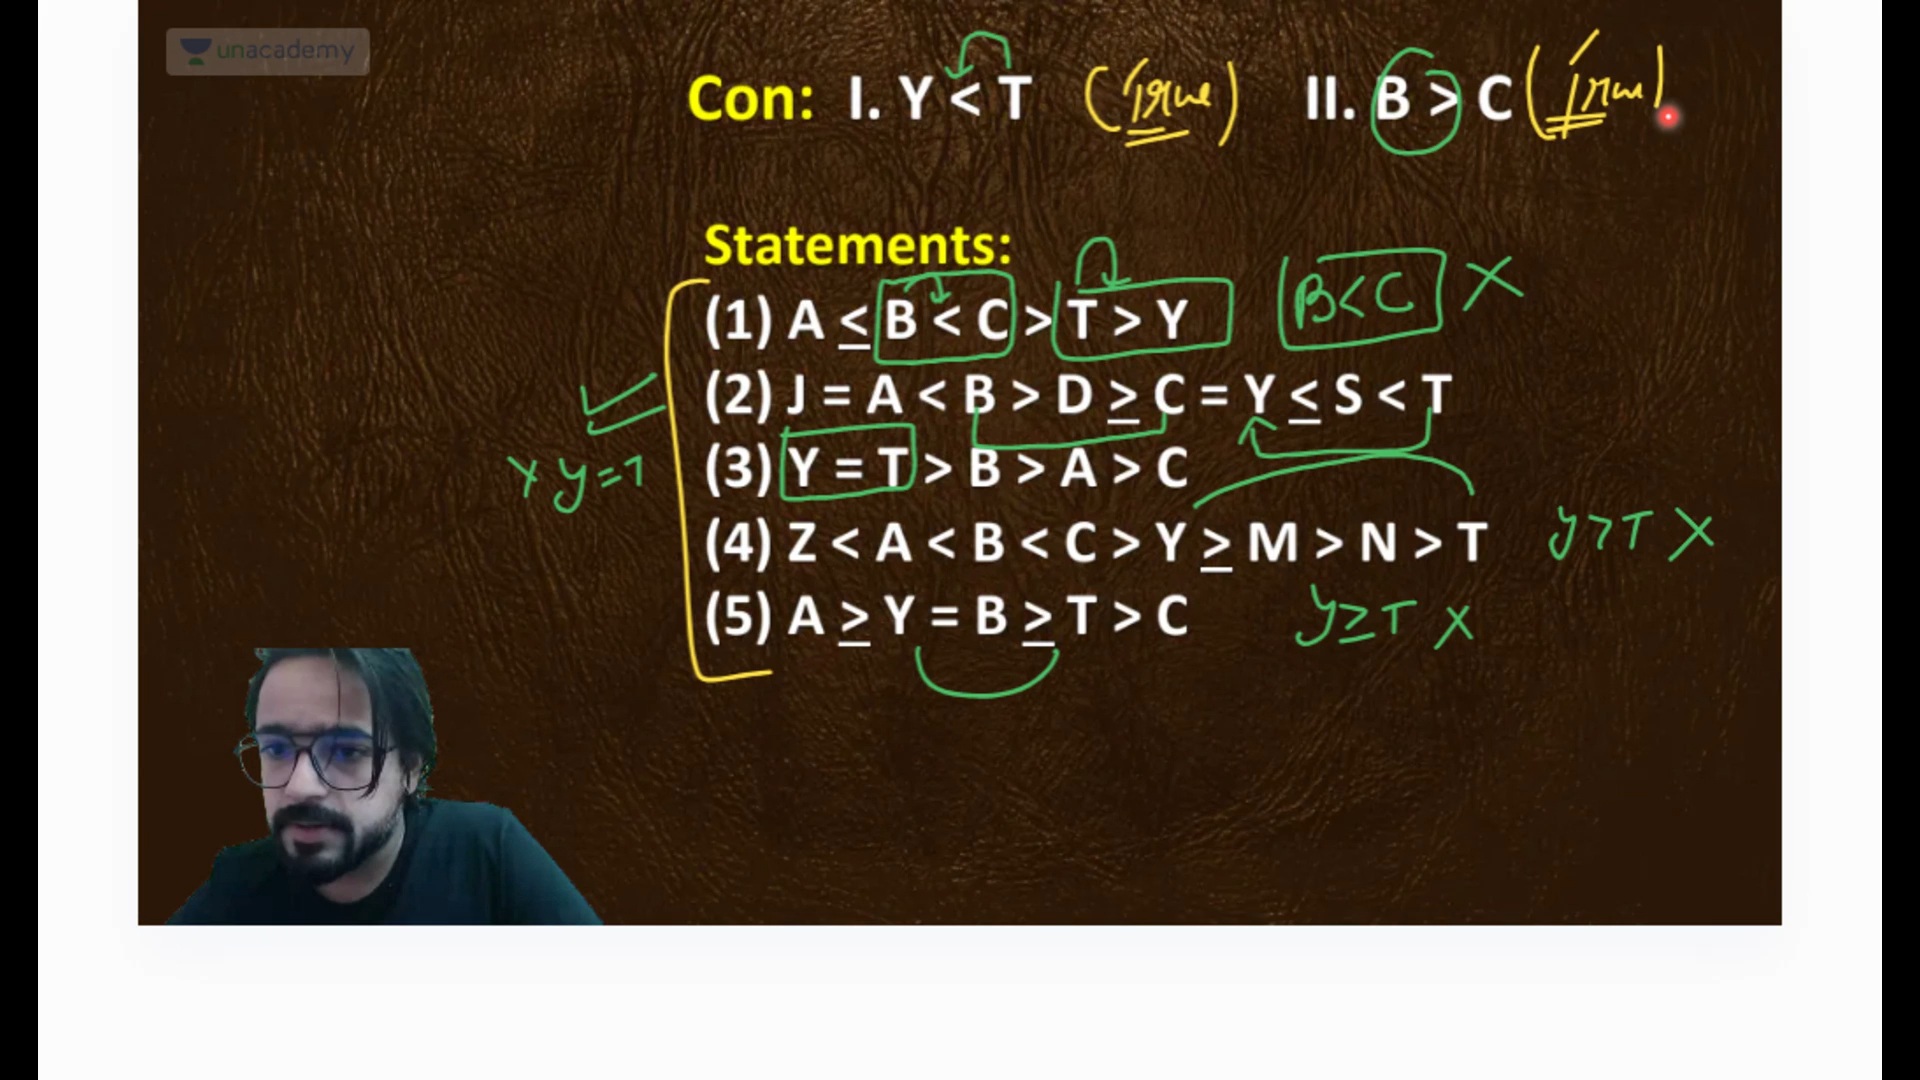 unacademy
Con: I. Y < T (True) II. B > C (True)
Statements:
(1) A ≤ B < C > T > Y B<C X
(2) J = A < B > D ≥ C = Y ≤ S < T
(3) Y = T > B > A > C
X y=T
(4) Z < A < B < C > Y ≥ M > N > T y>T X
(5) A ≥ Y = B ≥ T > C y≥T X